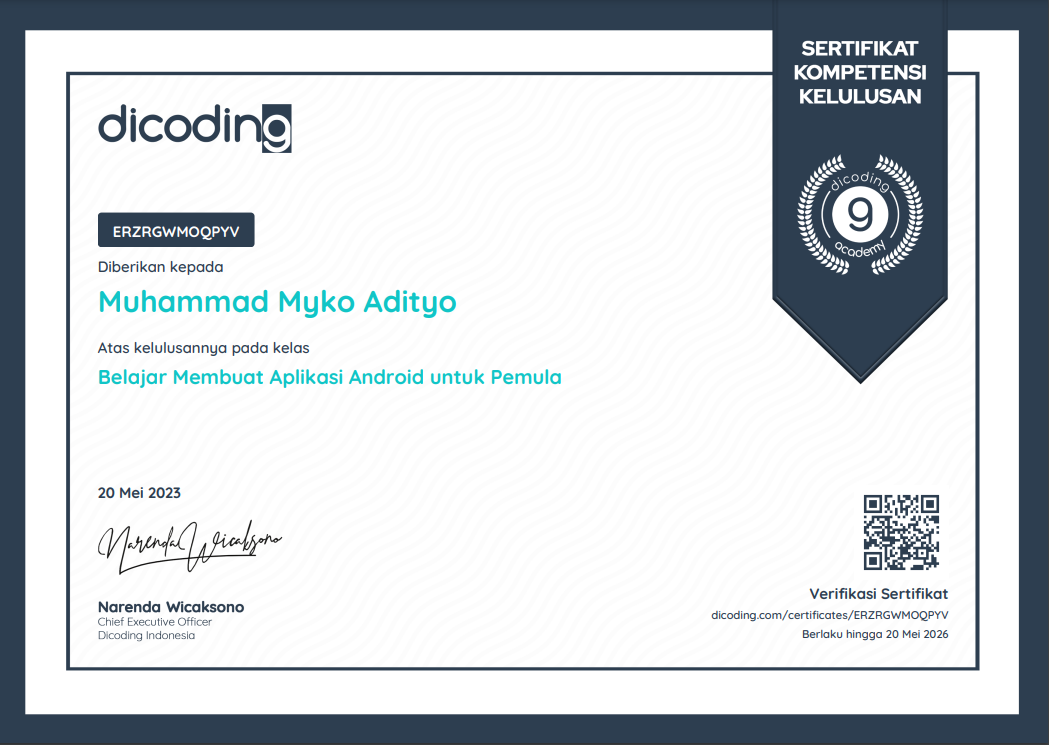 SERTIFIKAT
KOMPETENSI
KELULUSAN
dicoding
dicoding
9
academy
ERZRGWMOQPYV
Diberikan kepada
Muhammad Myko Adityo
Atas kelulusannya pada kelas
Belajar Membuat Aplikasi Android untuk Pemula
20 Mei 2023
Narenda Wicaksono
Narenda Wicaksono
Chief Executive Officer
Dicoding Indonesia
Verifikasi Sertifikat
dicoding.com/certificates/ERZRGWMOQPYV
Berlaku hingga 20 Mei 2026